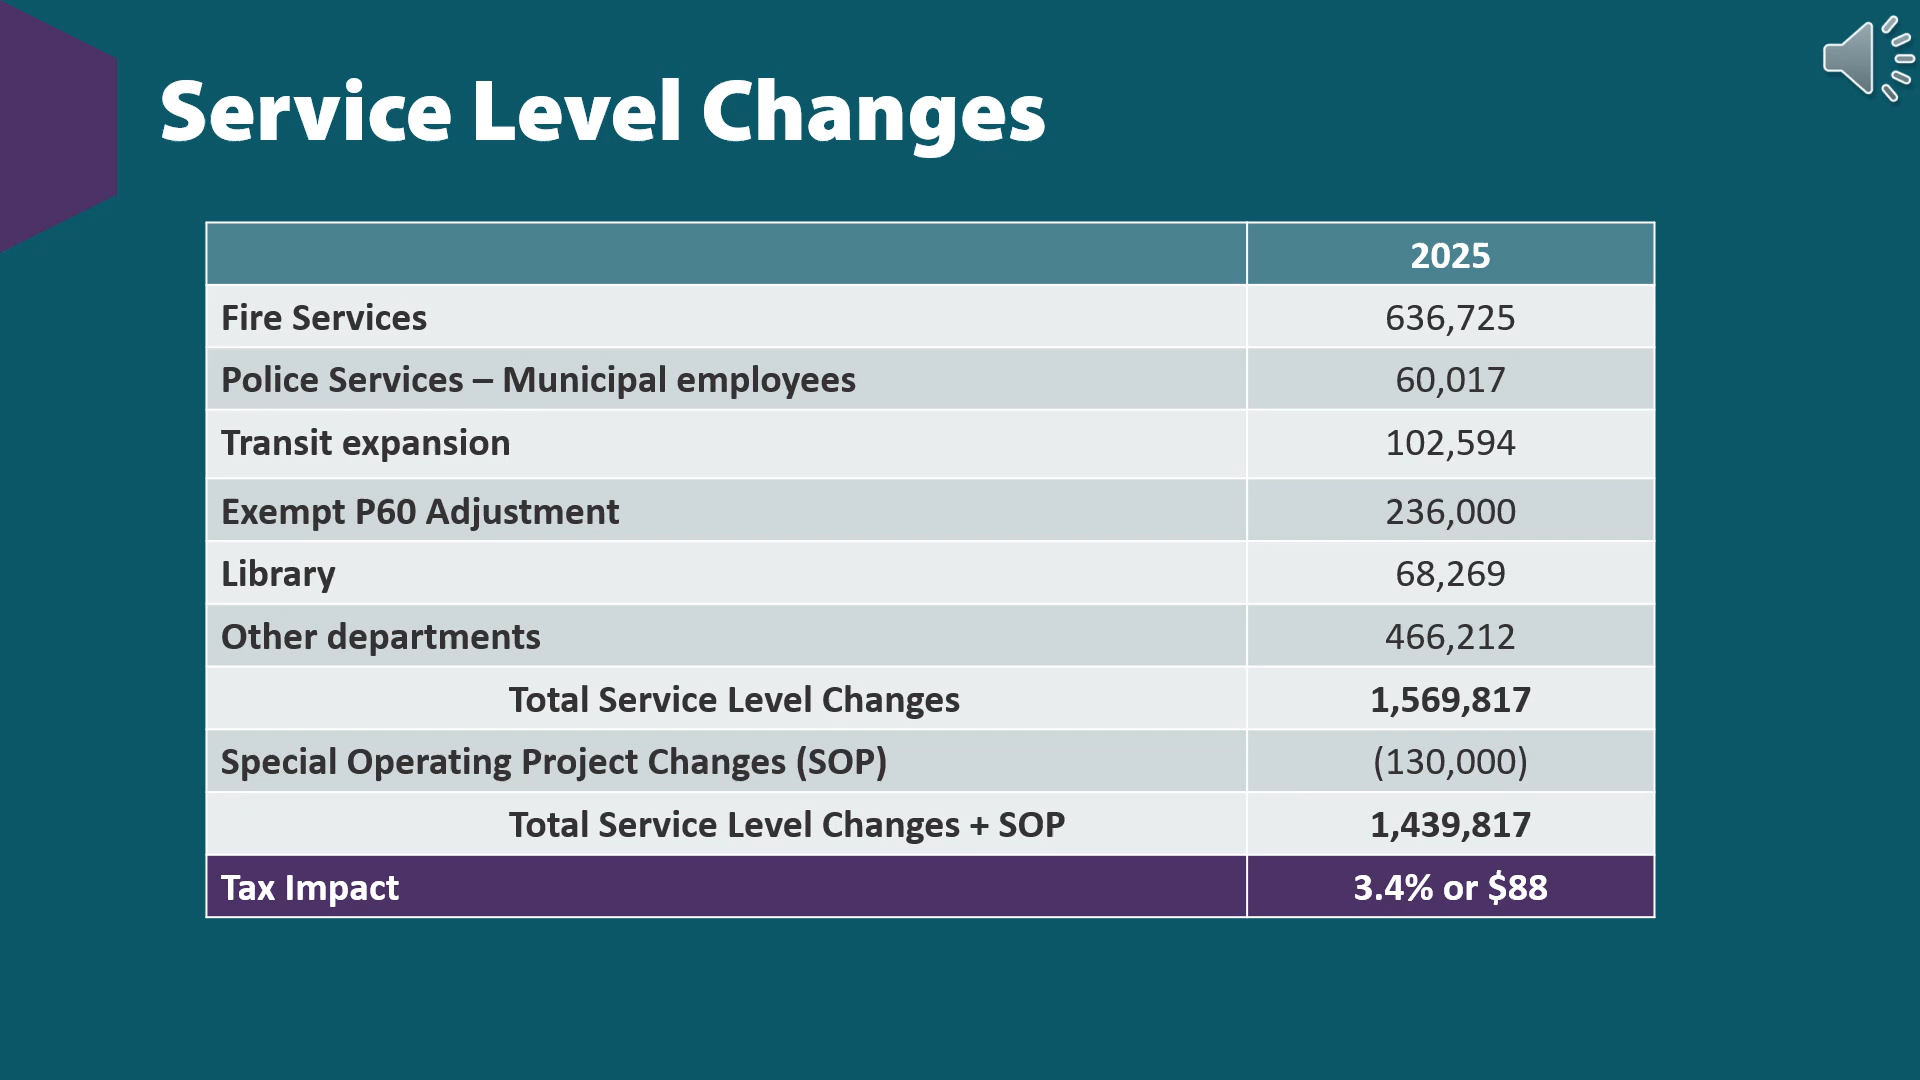 Service Level Changes
2025
Fire Services 636,725
Police Services – Municipal employees 60,017
Transit expansion 102,594
Exempt P60 Adjustment 236,000
Library 68,269
Other departments 466,212
Total Service Level Changes 1,569,817
Special Operating Project Changes (SOP) (130,000)
Total Service Level Changes + SOP 1,439,817
Tax Impact 3.4% or $88